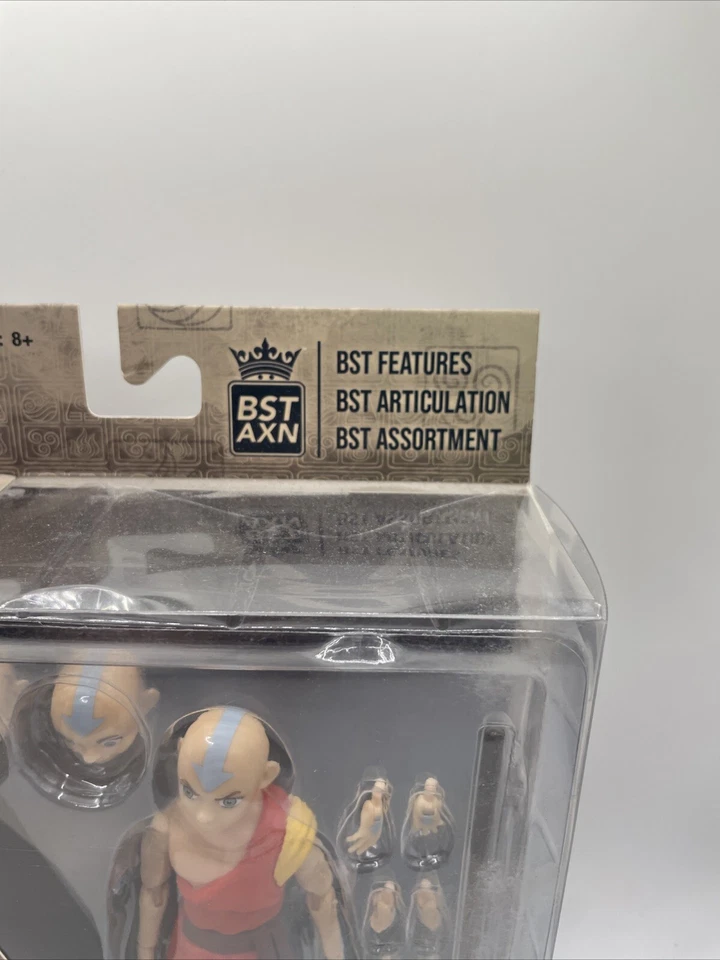 : 8+
BST
AXN
BST FEATURES
BST ARTICULATION
BST ASSORTMENT